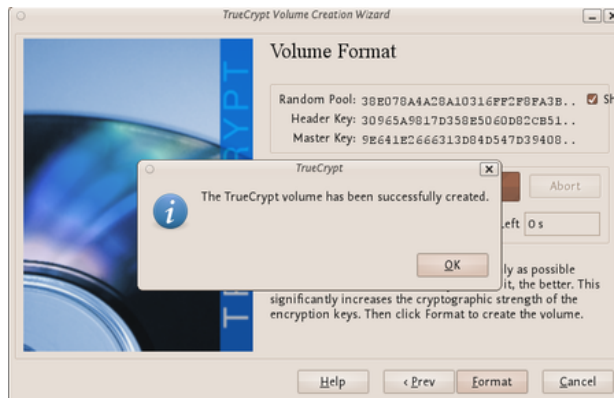 TrueCrypt Volume Creation Wizard
Volume Format
Random Pool: 38E078A4A28A10316FF2F8FA3B.. Sh
Header Key: 30965A9817D358E5060D82CB51..
Master Key: 9E641E2666313D84D547D39408..
TrueCrypt
The TrueCrypt volume has been successfully created.
OK
Abort
Left 0 s
ly as possible
it, the better. This
significantly increases the cryptographic strength of the
encryption keys. Then click Format to create the volume.
Help
< Prev
Format
Cancel